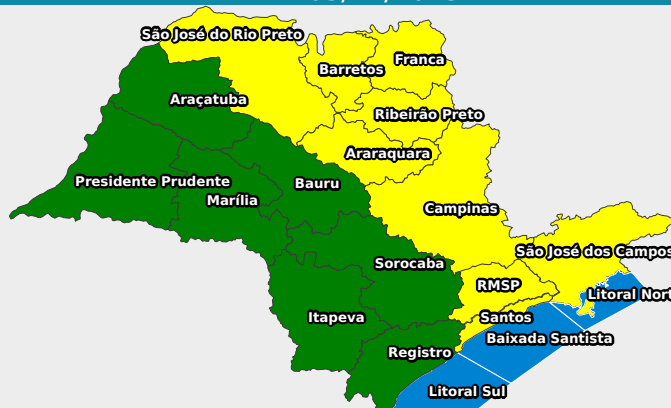 São José do Rio Preto
Franca
Barretos
Araçatuba
Ribeirão Preto
Araraquara
Presidente Prudente
Bauru
Marília
Campinas
São José dos Campos
Sorocaba
RMSP
Litoral Nort
Itapeva
Santos
Baixada Santista
Registro
Litoral Sul